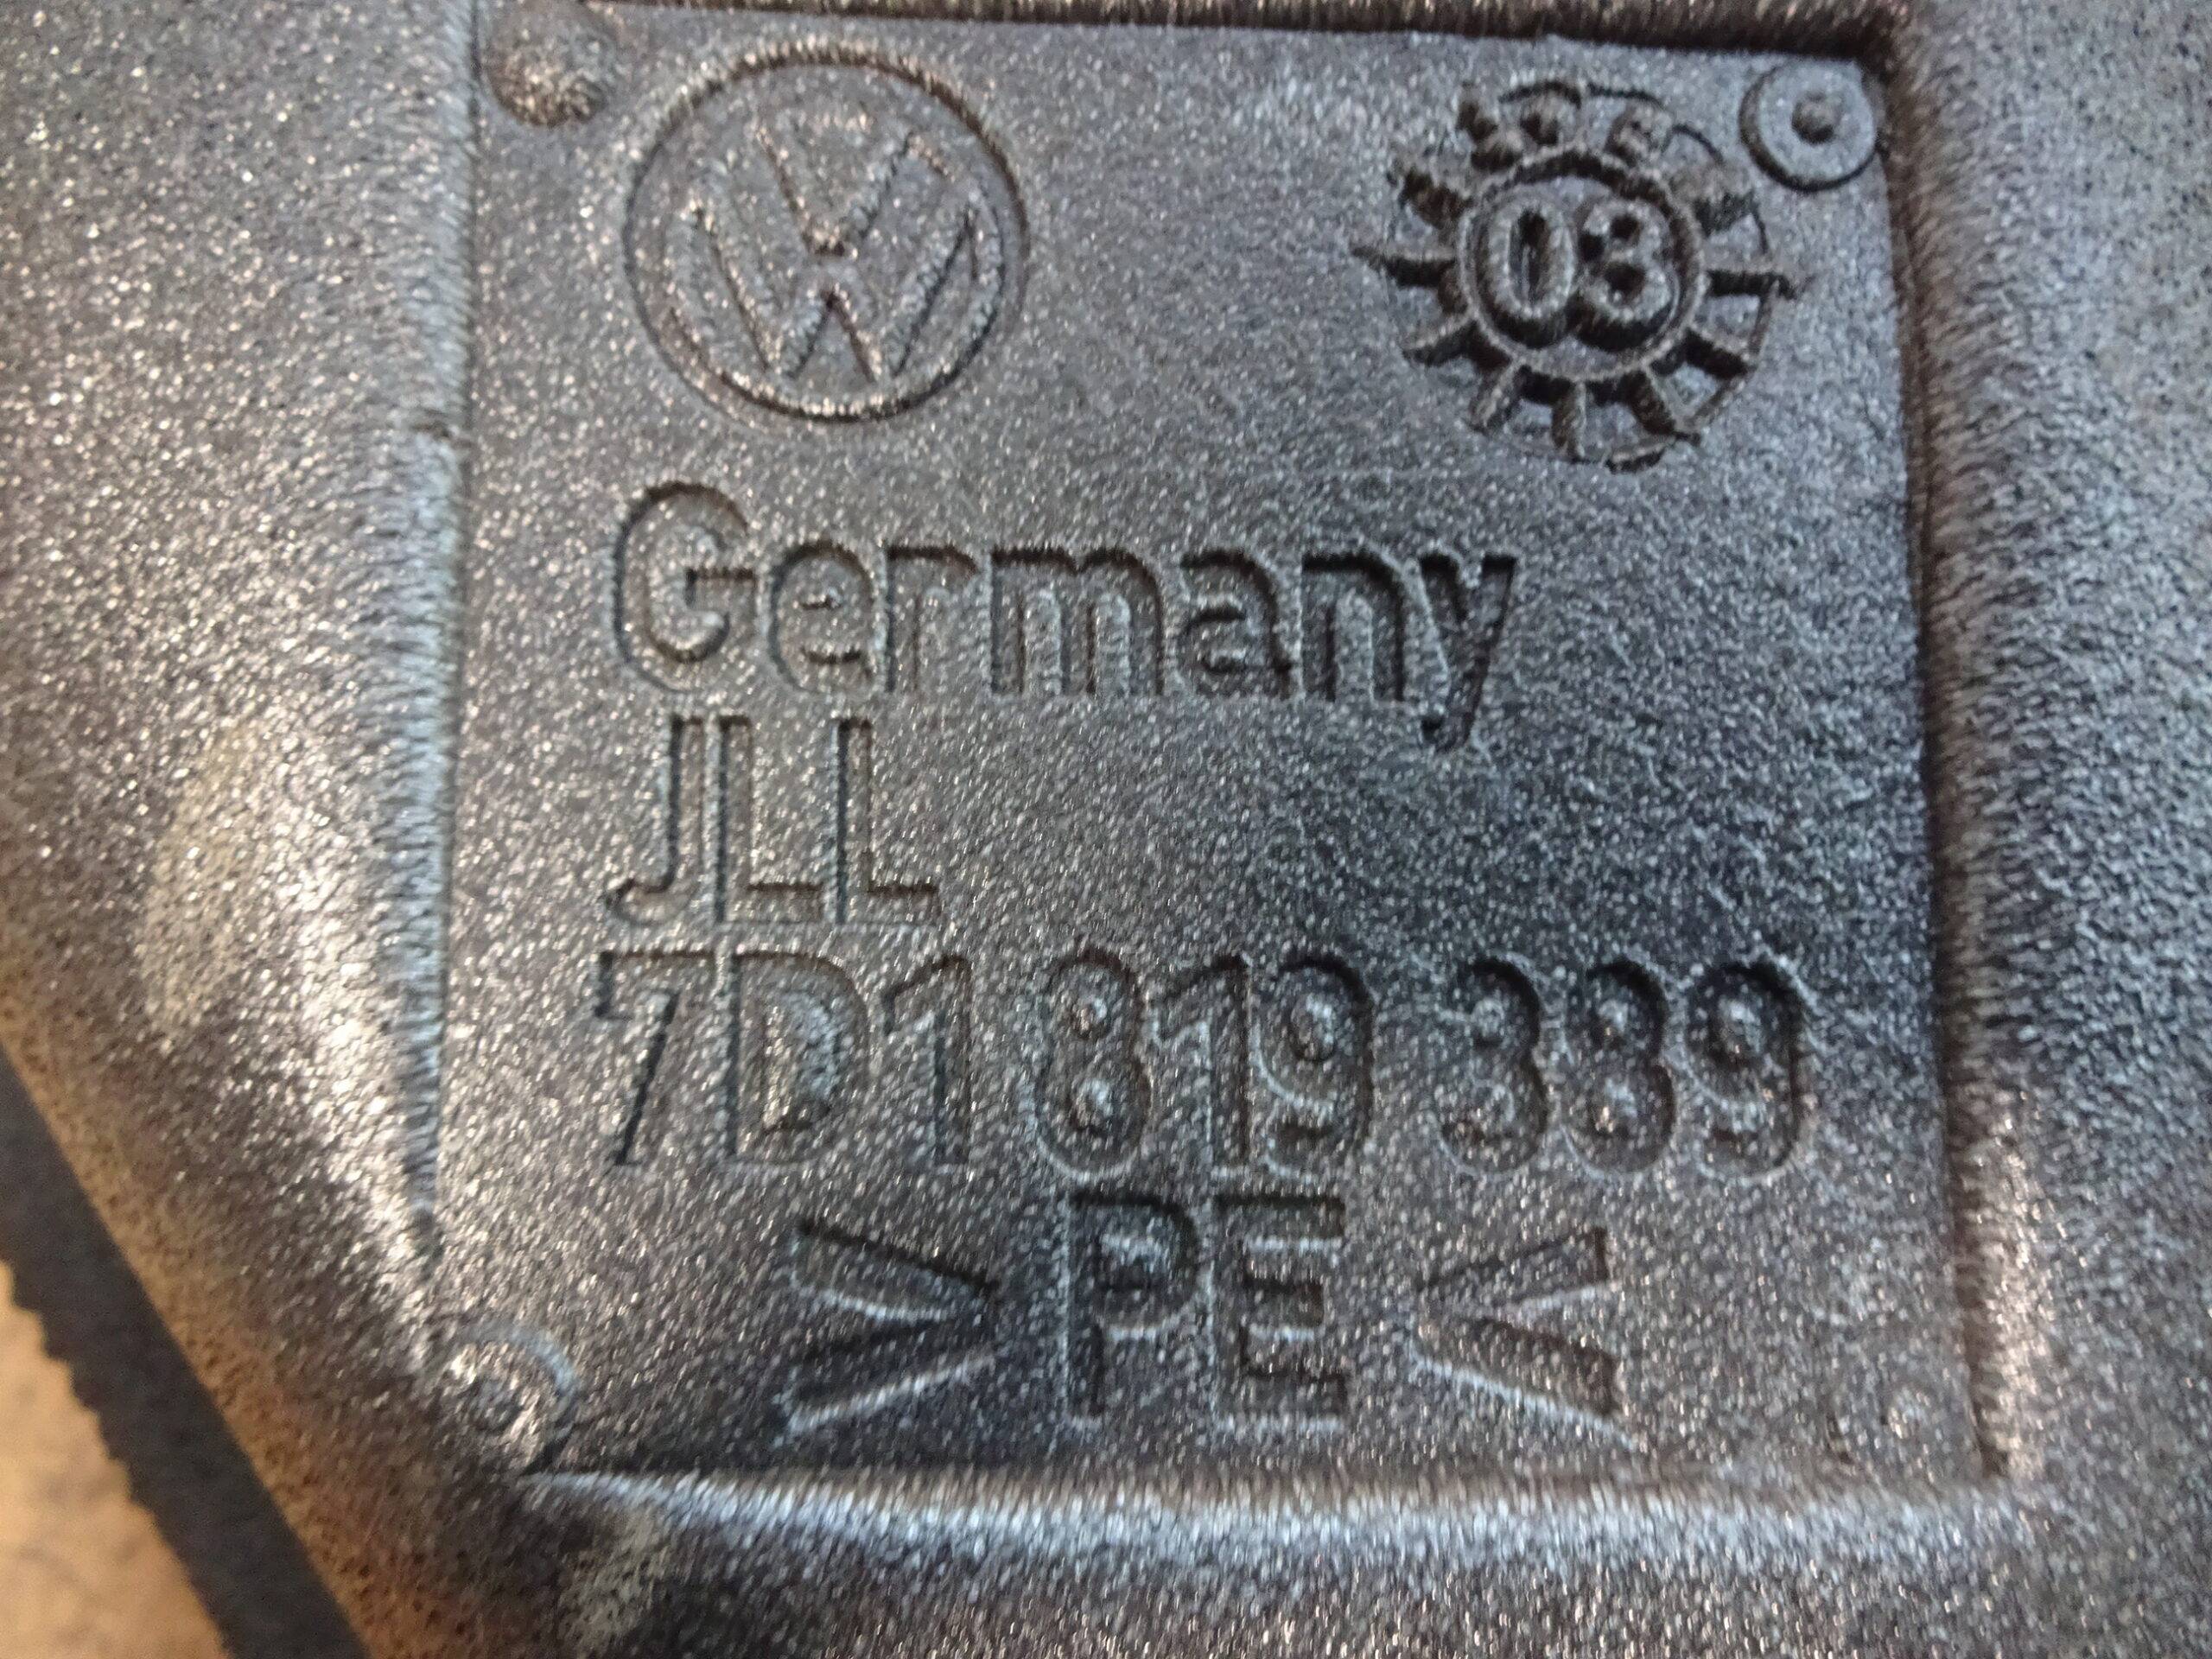 VW
03
Germany
JLL
7D1 819 389
>PE<